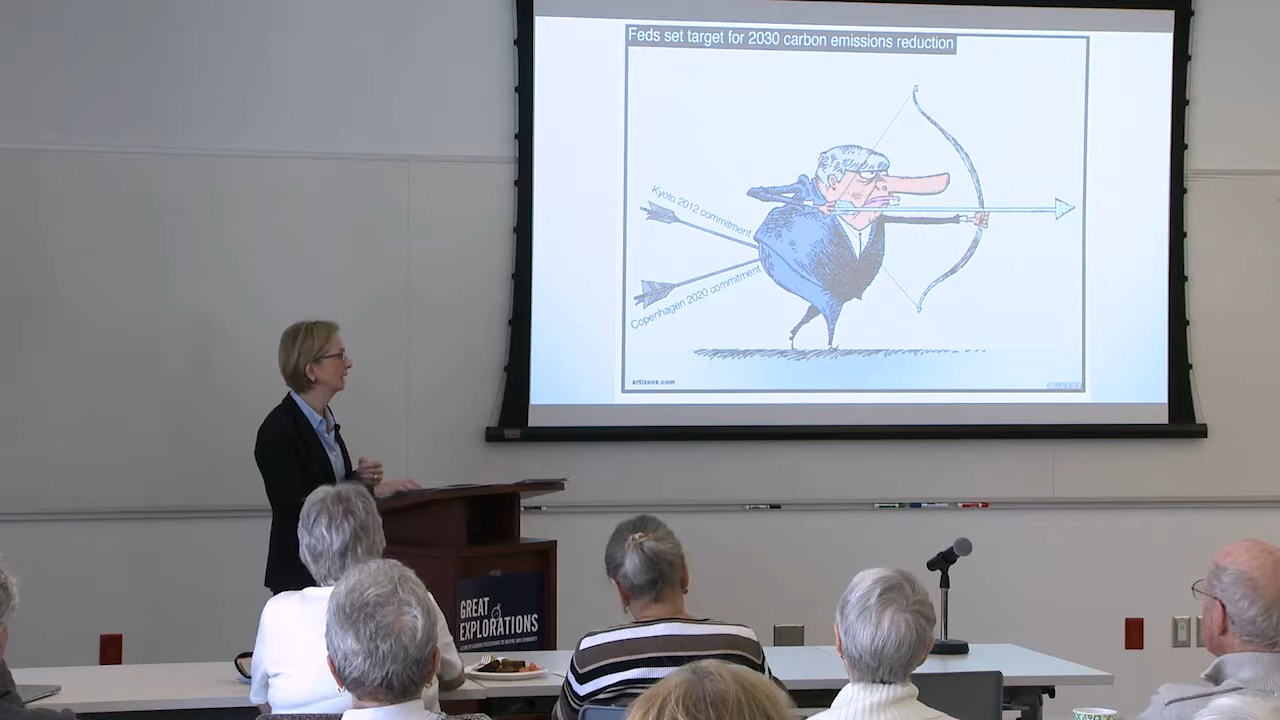 Feds set target for 2030 carbon emissions reduction
Kyoto 2012 commitment
Copenhagen 2020 commitment
artizans.com
GREAT
EXPLORATIONS